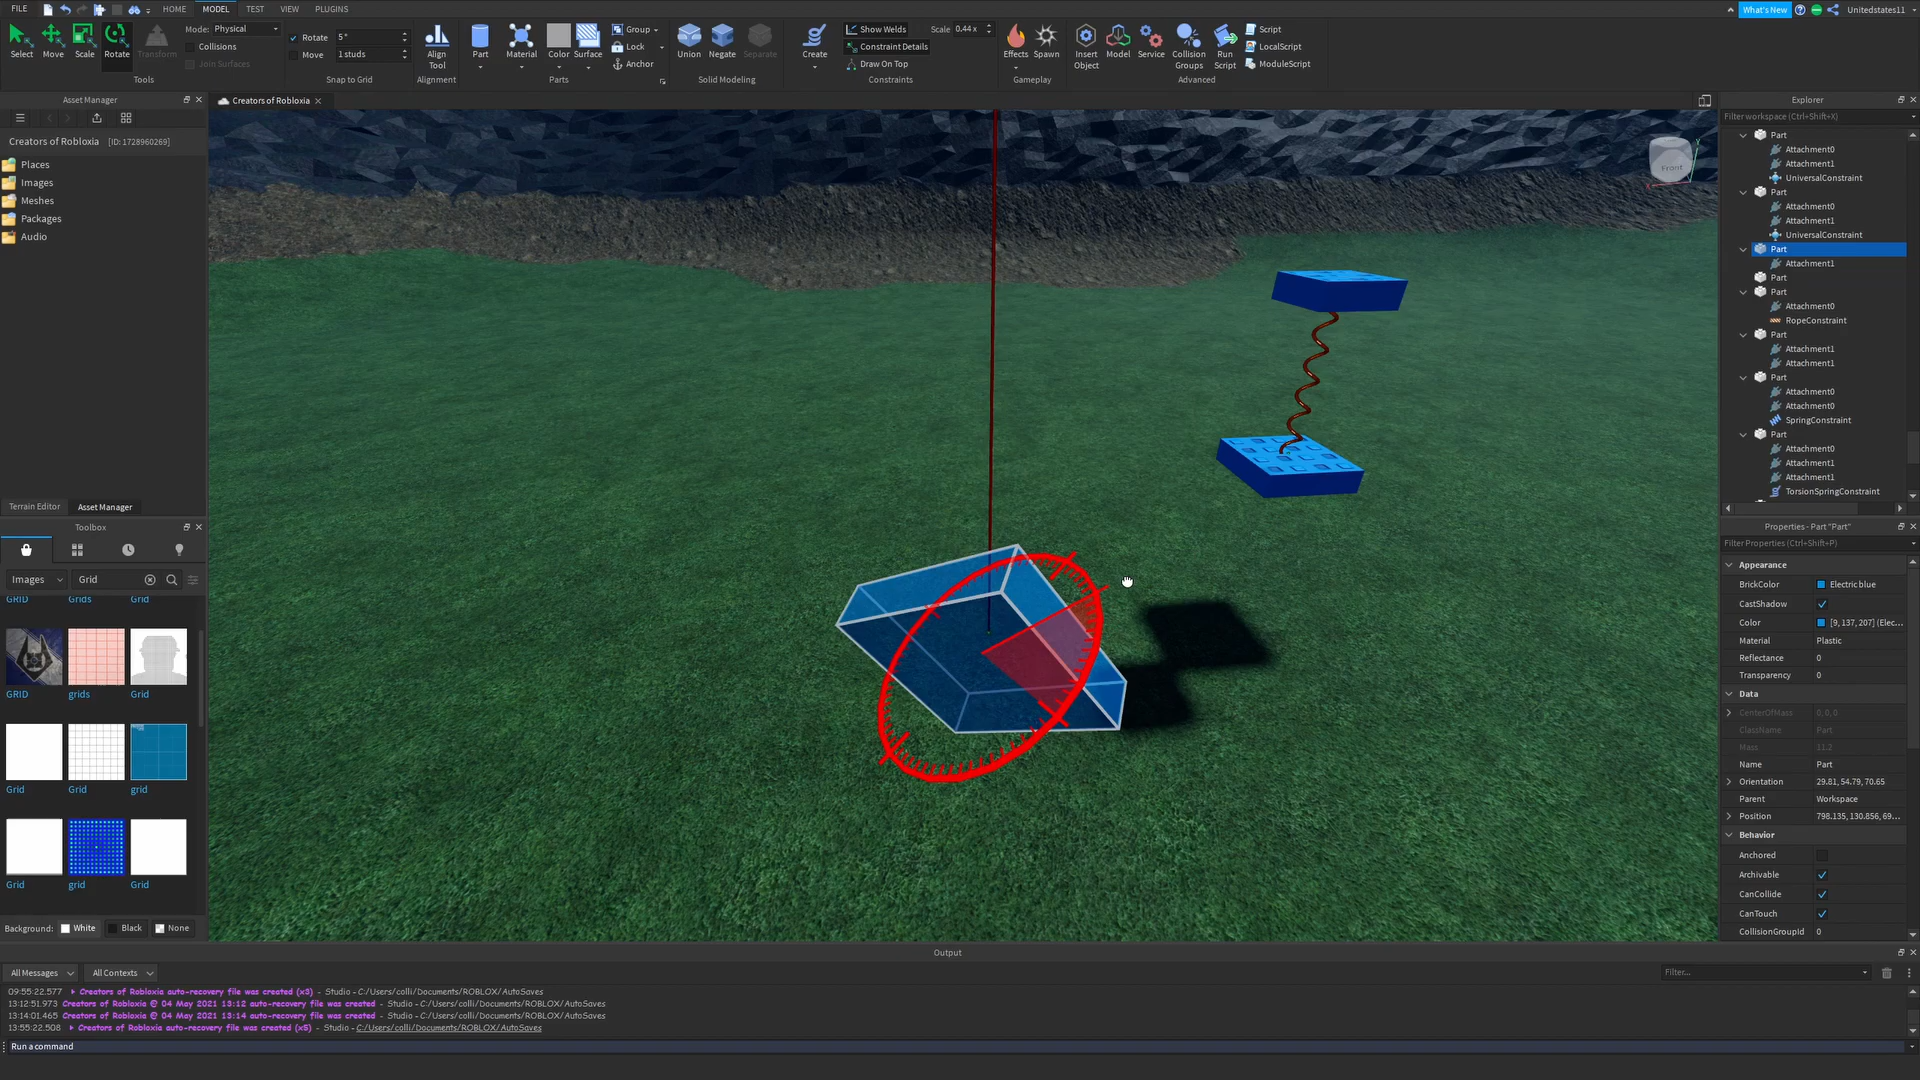 FILE HOME MODEL TEST VIEW PLUGINS What's New Unitedstates11
Select Move Scale Rotate Transform Mode: Physical Collisions Join Surfaces Tools
Rotate 5° Move 1 studs Snap to Grid
Align Tool Alignment
Part Material Color Surface Group Lock Anchor Parts
Union Negate Separate Solid Modeling
Create Show Welds Constraint Details Draw On Top Scale 0.44 x Constraints
Effects Spawn Gameplay
Insert Object Model Service Collision Groups Run Script Script LocalScript ModuleScript Advanced
Asset Manager
Creators of Robloxia [ID: 1728960269]
Places
Images
Meshes
Packages
Audio
Terrain Editor Asset Manager
Toolbox
Images Grid
GRID Grids Grid
GRID grids Grid
Grid Grid grid
Grid grid Grid
Background: White Black None
Creators of Robloxia
Front
Explorer
Filter workspace (Ctrl+Shift+X)
Part
Attachment0
Attachment1
UniversalConstraint
Part
Attachment0
Attachment1
UniversalConstraint
Part
Attachment1
Part
Part
Attachment0
RopeConstraint
Part
Attachment1
Attachment1
Part
Attachment0
Attachment0
SpringConstraint
Part
Attachment0
Attachment1
Attachment1
TorsionSpringConstraint
Properties - Part "Part"
Filter Properties (Ctrl+Shift+P)
Appearance
BrickColor Electric blue
CastShadow
Color [9, 137, 207] (Elec...
Material Plastic
Reflectance 0
Transparency 0
Data
CenterOfMass 0, 0, 0
ClassName Part
Mass 11.2
Name Part
Orientation 29.81, 54.79, 70.65
Parent Workspace
Position 798.135, 130.856, 69...
Behavior
Anchored
Archivable
CanCollide
CanTouch
CollisionGroupId 0
Output
All Messages All Contexts Filter...
09:55:22.577 Creators of Robloxia auto-recovery file was created (x3) - Studio - C:/Users/colli/Documents/ROBLOX/AutoSaves
13:12:51.973 Creators of Robloxia @ 04 May 2021 13:12 auto-recovery file was created - Studio - C:/Users/colli/Documents/ROBLOX/AutoSaves
13:14:01.465 Creators of Robloxia @ 04 May 2021 13:14 auto-recovery file was created - Studio - C:/Users/colli/Documents/ROBLOX/AutoSaves
13:55:22.508 Creators of Robloxia auto-recovery file was created (x5) - Studio - C:/Users/colli/Documents/ROBLOX/AutoSaves
Run a command